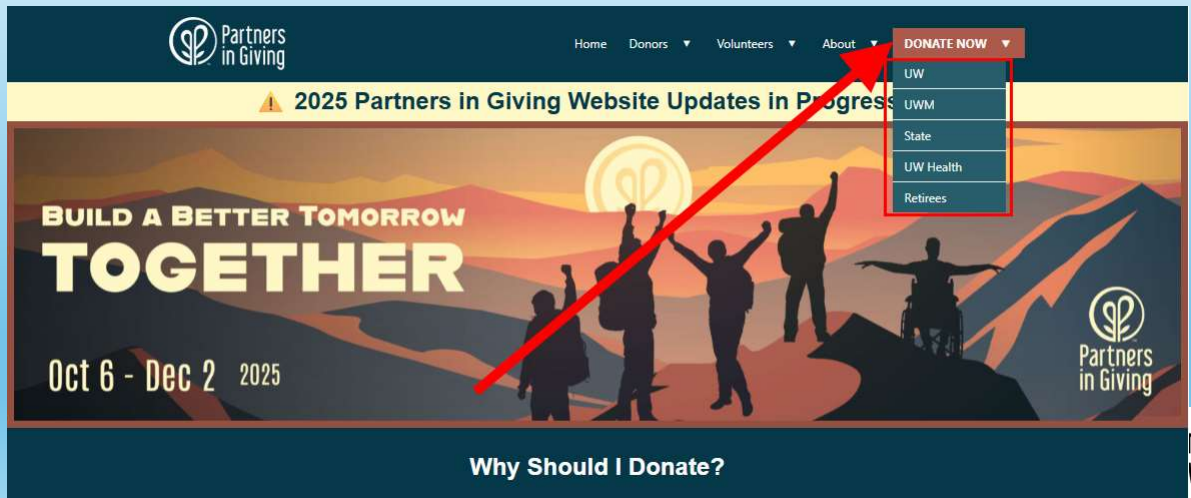 Partners
in Giving
Home Donors ▼ Volunteers ▼ About ▼ DONATE NOW ▼
UW
UWM
State
UW Health
Retirees
2025 Partners in Giving Website Updates in Progress
BUILD A BETTER TOMORROW
TOGETHER
Oct 6 - Dec 2 2025
Partners
in Giving
Why Should I Donate?